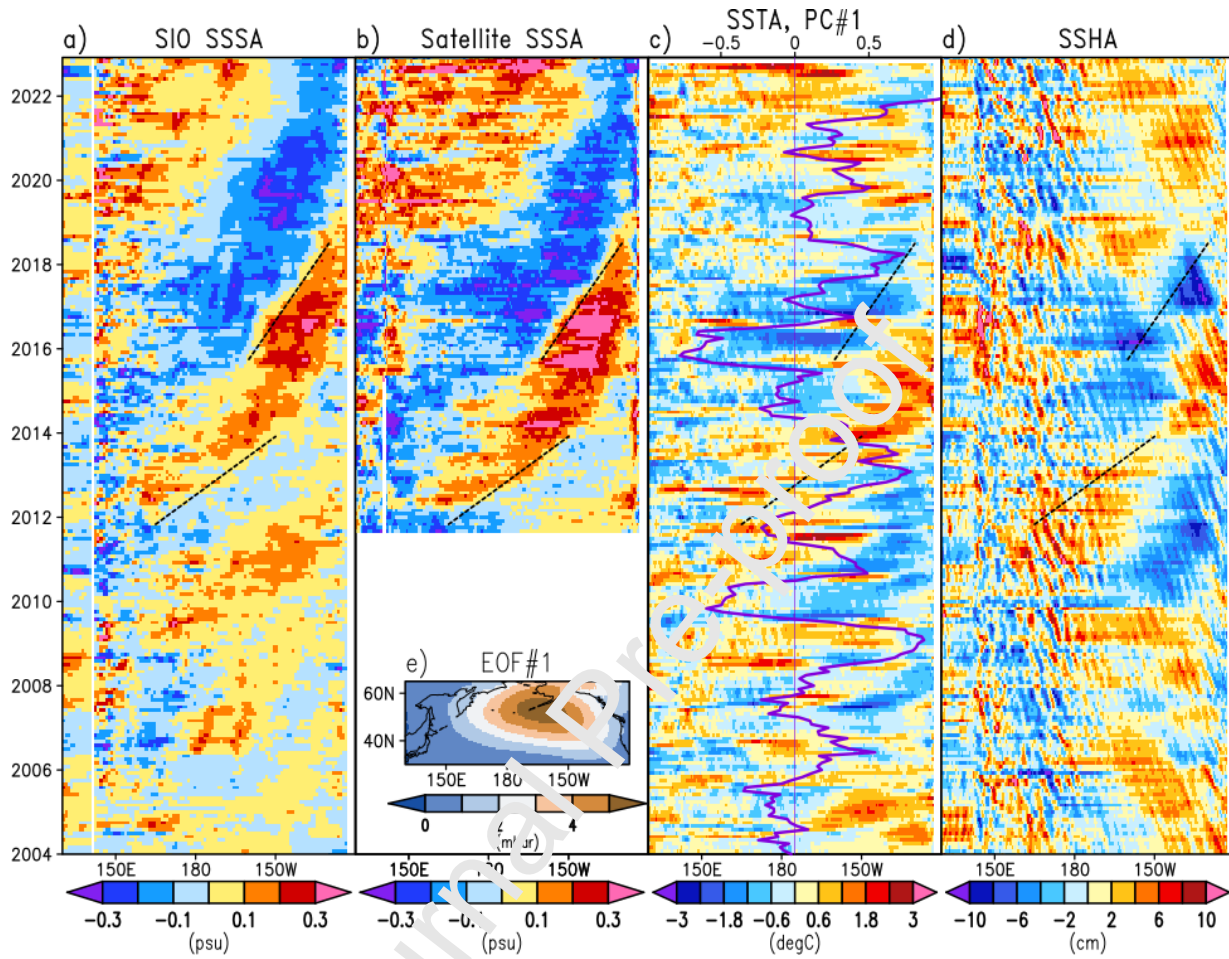 a) SIO SSSA
b) Satellite SSSA
c) SSTA, PC#1
−0.5 0 0.5
d) SSHA
2022
2020
2018
2016
2014
2012
2010
2008
2006
2004
e) EOF#1
60N
40N
150E 180 150W
0 2 4
150E 180 150W
150E 180 150W
150E 180 150W
150E 180 150W
−0.3 −0.1 0.1 0.3
(psu)
−0.3 −0.1 0.1 0.3
(psu)
−3 −1.8 −0.6 0.6 1.8 3
(degC)
−10 −6 −2 2 6 10
(cm)